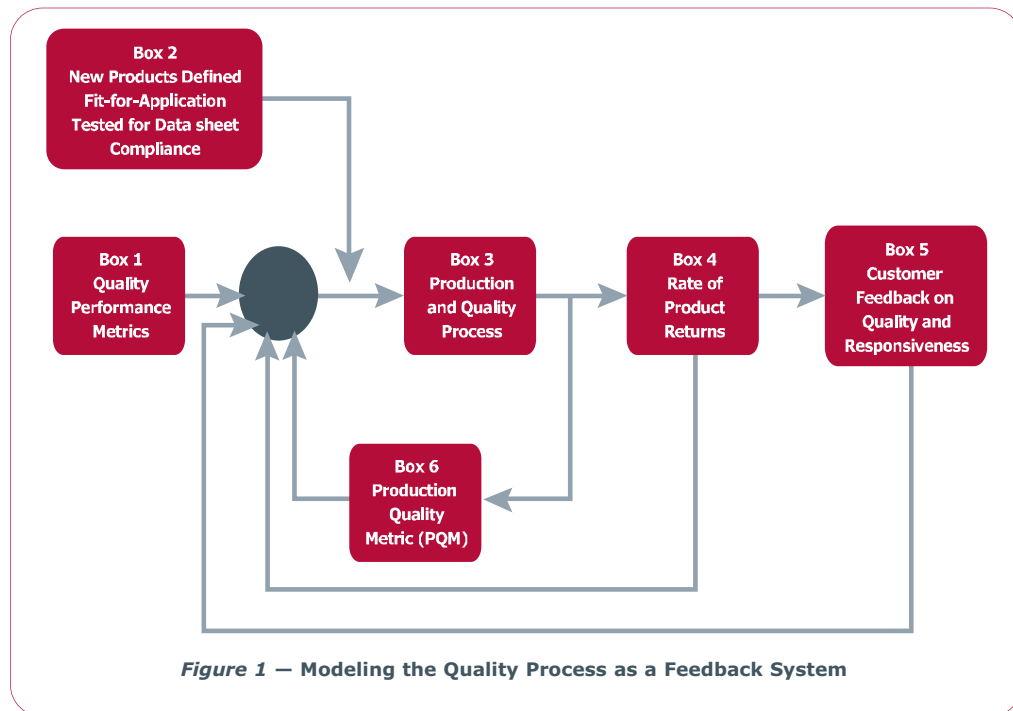 Box 2
New Products Defined
Fit-for-Application
Tested for Data sheet
Compliance
Box 1
Quality
Performance
Metrics
Box 3
Production
and Quality
Process
Box 4
Rate of
Product
Returns
Box 5
Customer
Feedback on
Quality and
Responsiveness
Box 6
Production
Quality
Metric (PQM)
Figure 1 — Modeling the Quality Process as a Feedback System